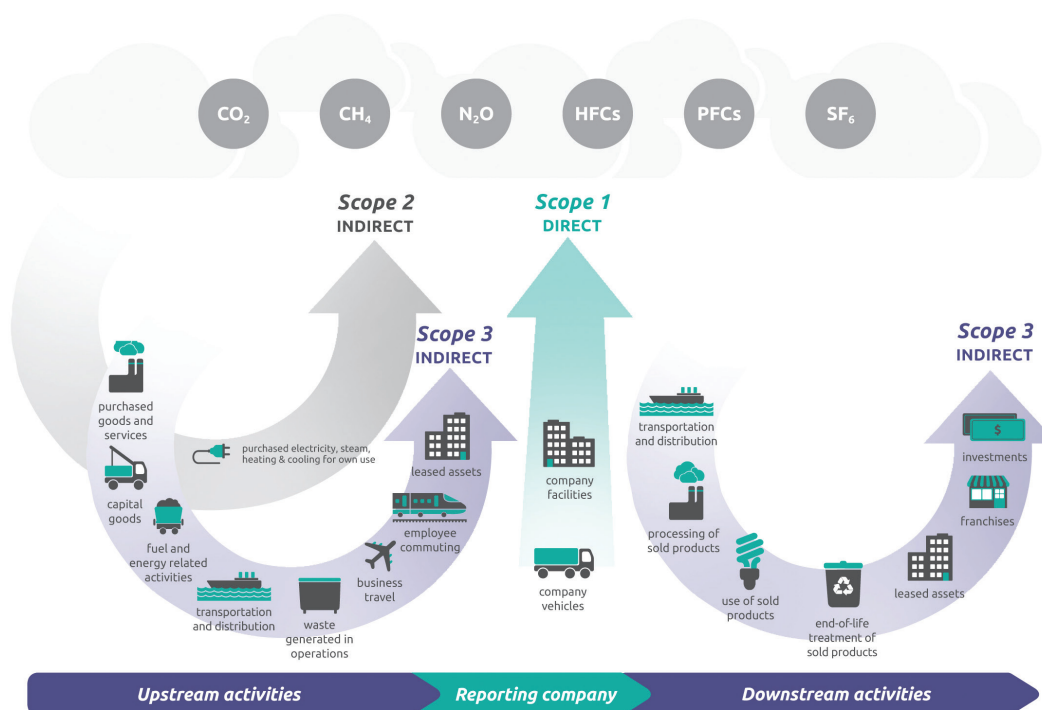 CO₂
CH₄
N₂O
HFCs
PFCs
SF₆
Scope 2
INDIRECT
Scope 1
DIRECT
Scope 3
INDIRECT
Scope 3
INDIRECT
purchased
goods and
services
capital
goods
fuel and
energy related
activities
transportation
and distribution
waste
generated in
operations
business
travel
employee
commuting
leased assets
purchased electricity, steam,
heating & cooling for own use
company
facilities
company
vehicles
transportation
and distribution
processing of
sold products
use of sold
products
end-of-life
treatment of
sold products
leased assets
franchises
$
investments
Upstream activities
Reporting company
Downstream activities